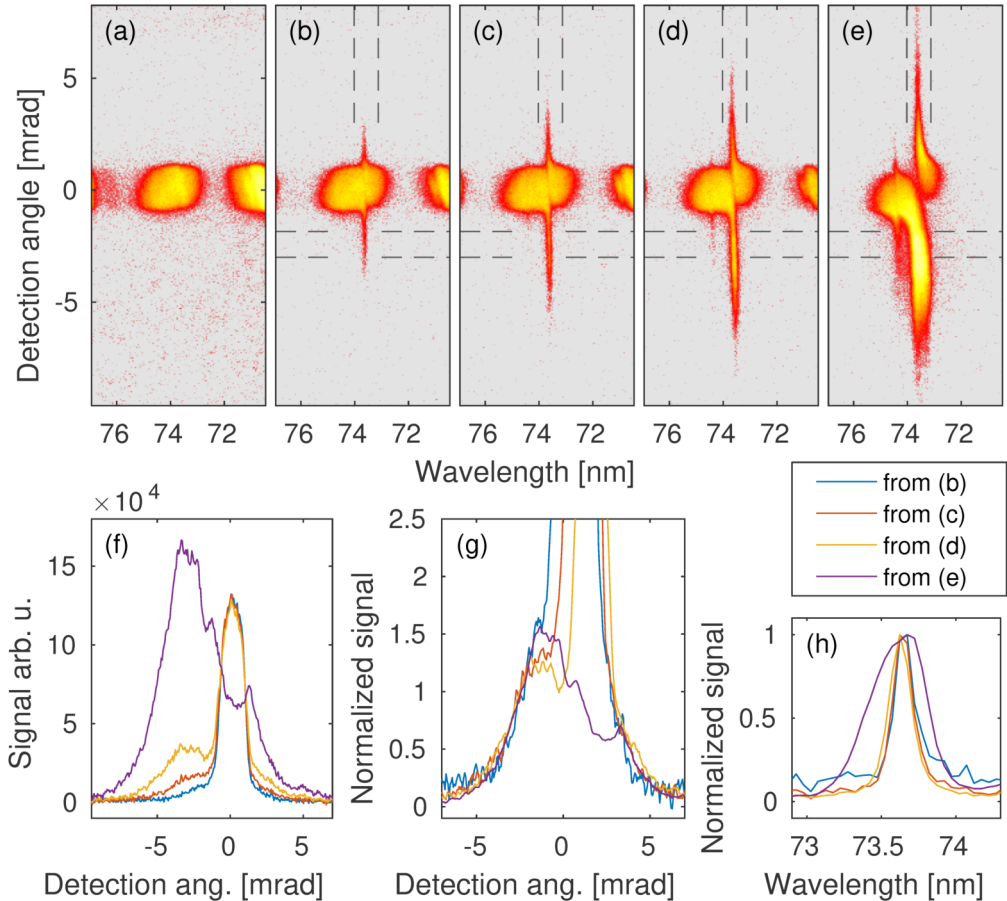 (a) (b) (c) (d) (e)
5
0
-5
Detection angle [mrad]
76 74 72 76 74 72 76 74 72 76 74 72 76 74 72
Wavelength [nm]
from (b)
from (c)
from (d)
from (e)
×10⁴
(f)
15
10
5
0
Signal arb. u.
-5 0 5
Detection ang. [mrad]
(g)
2.5
2
1.5
1
0.5
0
Normalized signal
-5 0 5
Detection ang. [mrad]
(h)
1
0.5
0
Normalized signal
73 73.5 74
Wavelength [nm]